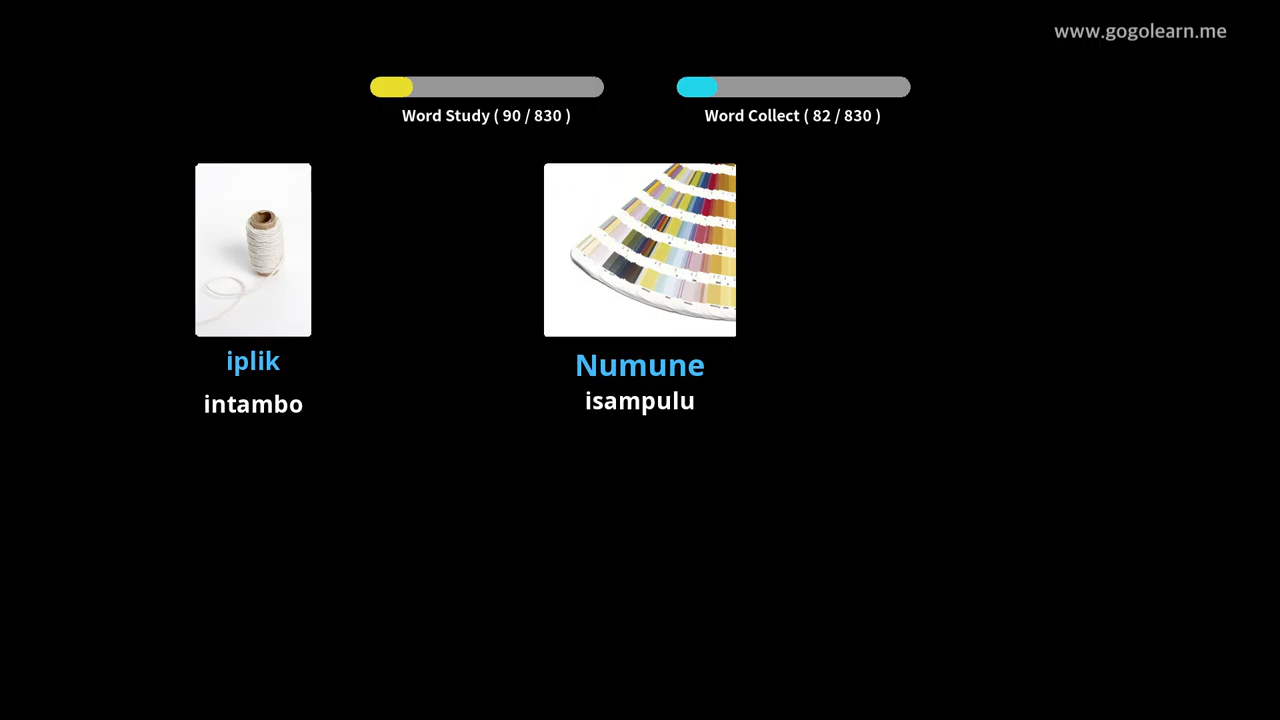 www.gogolearn.me
Word Study ( 90 / 830 )
Word Collect ( 82 / 830 )
iplik
intambo
Numune
isampulu